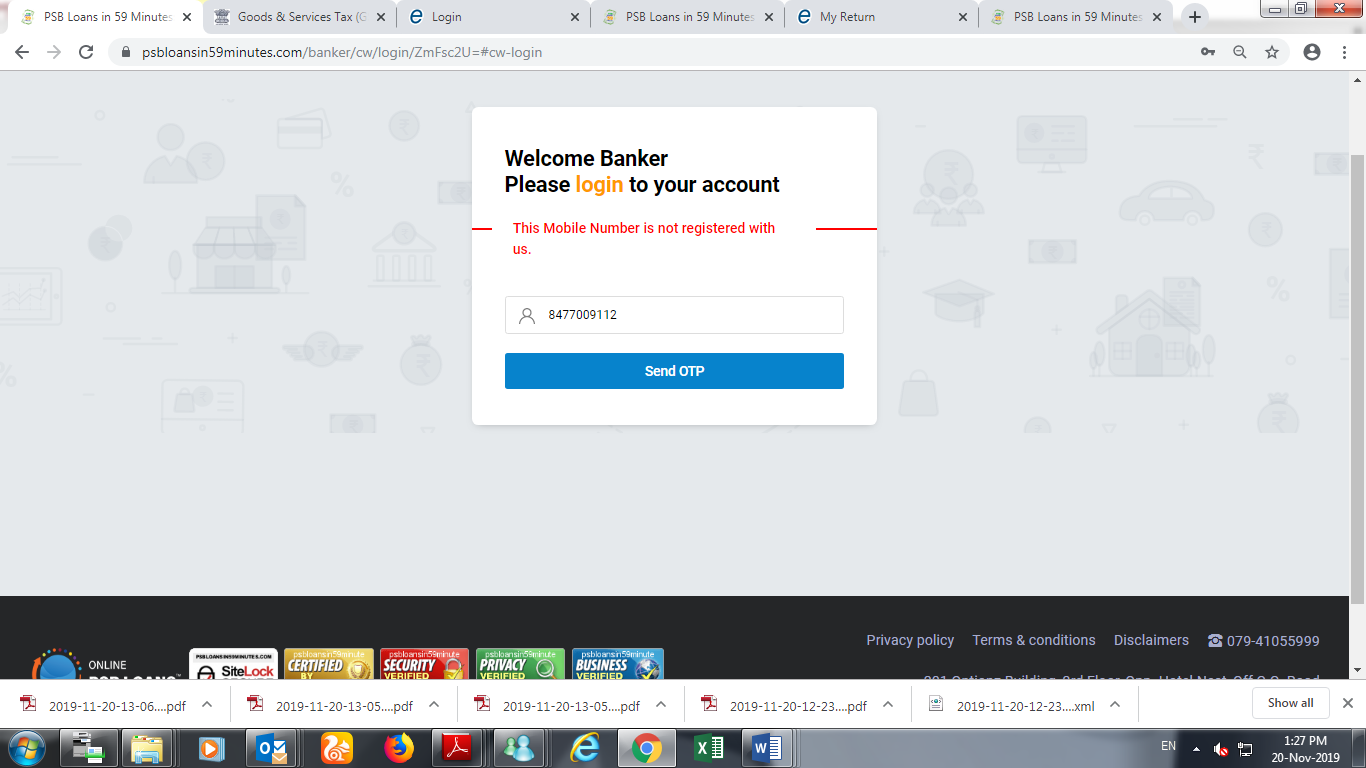 PSB Loans in 59 Minutes
Goods & Services Tax (G
Login
PSB Loans in 59 Minutes
My Return
PSB Loans in 59 Minutes
psbloansin59minutes.com/banker/cw/login/ZmFsc2U=#cw-login
Welcome Banker
Please login to your account
This Mobile Number is not registered with
us.
8477009112
Send OTP
Privacy policy
Terms & conditions
Disclaimers
079-41055999
ONLINE
PSB LOANS™
PSBLOANSIN59MINUTES.COM
SiteLock
psbloansin59minute
CERTIFIED
BY
psbloansin59minute
SECURITY
VERIFIED
psbloansin59minute
PRIVACY
VERIFIED
psbloansin59minute
BUSINESS
VERIFIED
2019-11-20-13-06....pdf
2019-11-20-13-05....pdf
2019-11-20-13-05....pdf
2019-11-20-12-23....pdf
2019-11-20-12-23....xml
Show all
EN
1:27 PM
20-Nov-2019